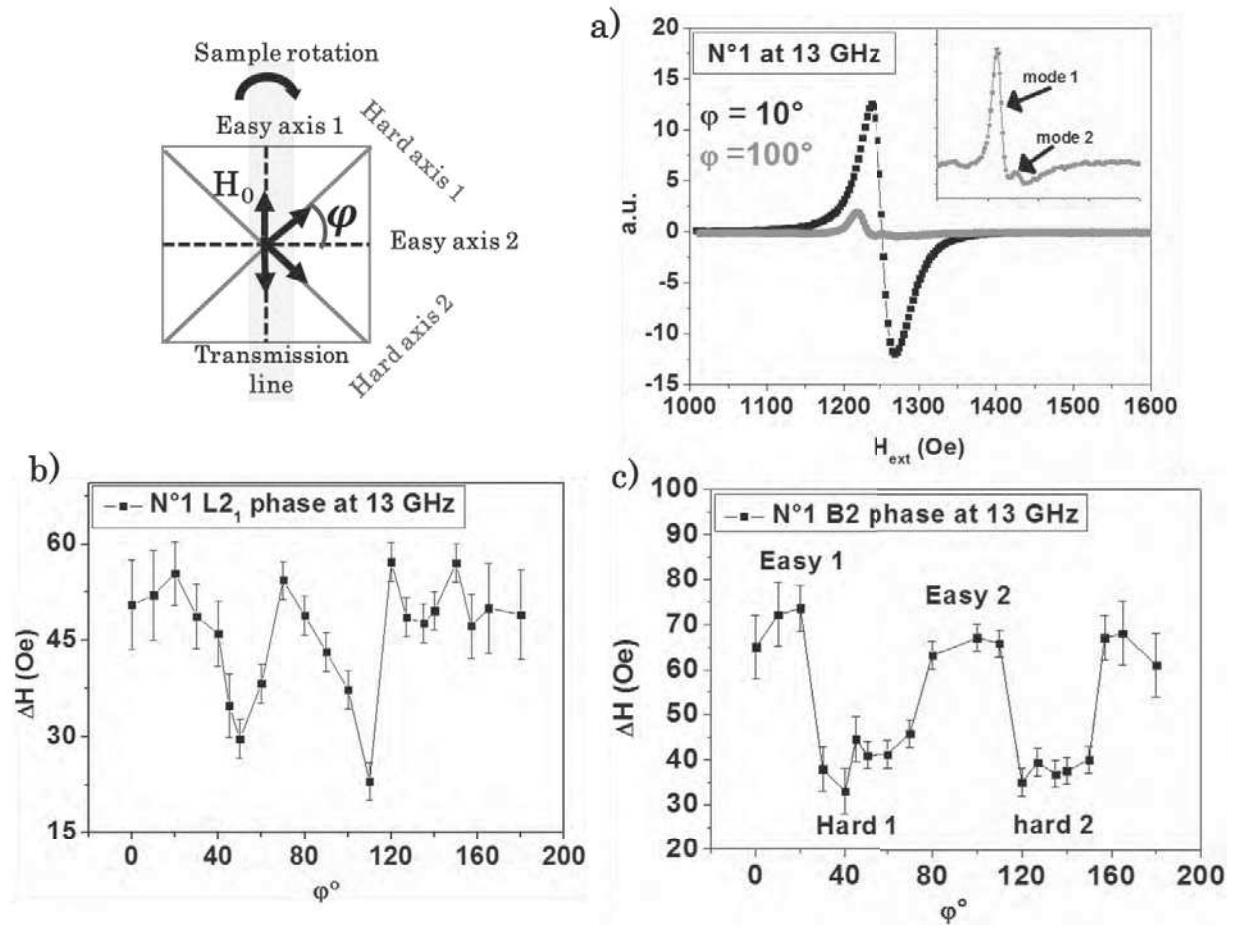 Sample rotation
Easy axis 1
Hard axis 1
H₀
φ
Easy axis 2
Transmission
line
Hard axis 2
a)
N°1 at 13 GHz
φ = 10°
φ =100°
mode 1
mode 2
20
15
10
5
0
-5
-10
-15
a.u.
1000 1100 1200 1300 1400 1500 1600
H_ext (Oe)
b)
N°1 L2₁ phase at 13 GHz
60
45
30
15
ΔH (Oe)
0 40 80 120 160 200
φ°
c)
N°1 B2 phase at 13 GHz
Easy 1
Easy 2
Hard 1
hard 2
100
90
80
70
60
50
40
30
20
ΔH (Oe)
0 40 80 120 160 200
φ°